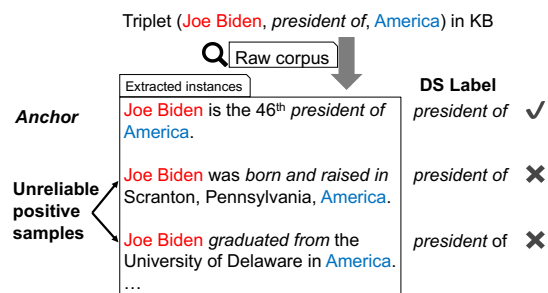 Triplet (Joe Biden, president of, America) in KB
Raw corpus
Extracted instances
DS Label
Anchor
Joe Biden is the 46th president of
America.
president of
Unreliable
positive
samples
Joe Biden was born and raised in
Scranton, Pennsylvania, America.
president of
Joe Biden graduated from the
University of Delaware in America.
president of
...